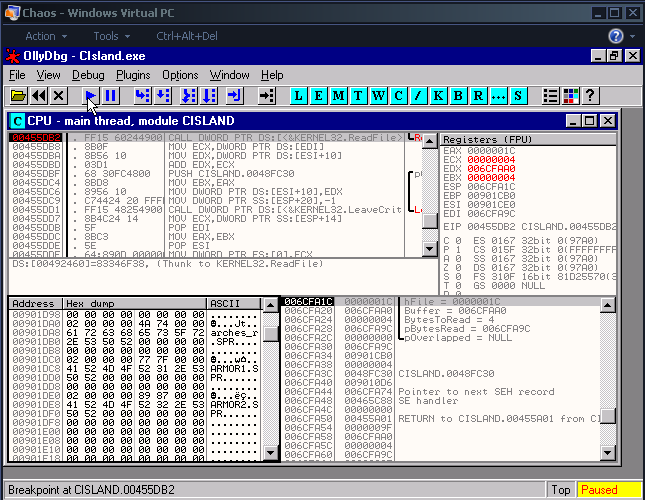 Chaos - Windows Virtual PC
Action Tools Ctrl+Alt+Del
OllyDbg - CIsland.exe
File View Debug Plugins Options Window Help
L E M T W C / K B R ... S ?
C CPU - main thread, module CISLAND
00455DB2 . FF15 60244900 CALL DWORD PTR DS:[<&KERNEL32.ReadFile>
00455DB8 . 8B0F MOV ECX,DWORD PTR DS:[EDI]
00455DBA . 8B56 10 MOV EDX,DWORD PTR DS:[ESI+10]
00455DBD . 03D1 ADD EDX,ECX
00455DBF . 68 30FC4800 PUSH CISLAND.0048FC30
00455DC4 . 8BD8 MOV EBX,EAX
00455DC6 . 8956 10 MOV DWORD PTR DS:[ESI+10],EDX
00455DC9 . C74424 20 FFFF MOV DWORD PTR SS:[ESP+20],-1
00455DD1 . FF15 48254900 CALL DWORD PTR DS:[<&KERNEL32.LeaveCrit
00455DD7 . 8B4C24 14 MOV ECX,DWORD PTR SS:[ESP+14]
00455DDB . 5F POP EDI
00455DDC . 8BC3 MOV EAX,EBX
00455DDE . 5E POP ESI
DS:[00492460]=83346F38, (Thunk to KERNEL32.ReadFile)
Registers (FPU)
EAX 0000001C
ECX 00000004
EDX 006CFAA0
EBX 00000004
ESP 006CFA1C
EBP 00901CB0
ESI 00901CE0
EDI 006CFA9C
EIP 00455DB2 CISLAND.00455DB2
C 0 ES 0167 32bit 0(FFFFFFFF
P 1 CS 015F 32bit 0(FFFFFFFF
A 0 SS 0167 32bit 0(97A0)
Z 0 DS 0167 32bit 0(97A0)
S 0 FS 310F 16bit 81D25570(3
T 0 GS 0000 NULL
Address Hex dump ASCII
00901D98 00 00 00 00 00 00 00 00 ........
00901DA0 02 00 00 00 4A 74 00 00
00901DA8 61 72 63 68 65 73 5F 72 arches_r
00901DB0 2E 53 50 52 00 00 00 00 .SPR....
00901DB8 00 00 00 00 00 00 00 00 ........
00901DC0 02 00 00 00 77 7F 00 00
00901DC8 41 52 4D 4F 52 31 2E 53 ARMOR1.S
00901DD0 50 52 00 00 00 00 00 00 PR......
00901DD8 00 00 00 00 00 00 00 00 ........
00901DE0 02 00 00 00 89 87 00 00
00901DE8 41 52 4D 4F 52 32 2E 53 ARMOR2.S
00901DF0 50 52 00 00 00 00 00 00 PR......
00901DF8 00 00 00 00 00 00 00 00 ........
00901E00 00 00 00 00 00 00 00 00 ........
00901E08 00 00 00 00 00 00 00 00 ........
00901E10 00 00 00 00 00 00 00 00 ........
006CFA1C 0000001C hFile = 0000001C
006CFA20 006CFAA0 Buffer = 006CFAA0
006CFA24 00000004 BytesToRead = 4
006CFA28 006CFA9C pBytesRead = 006CFA9C
006CFA2C 00000000 pOverlapped = NULL
006CFA30 006CFA9C
006CFA34 00901CB0
006CFA38 00000000
006CFA3C 0048FC30 CISLAND.0048FC30
006CFA40 009010D6
006CFA44 006CFA74 Pointer to next SEH record
006CFA48 00465C88 SE handler
006CFA4C 00000000
006CFA50 00455A01 RETURN to CISLAND.00455A01 from CI
006CFA54 0000009F
006CFA58 006CFAA0
006CFA5C 00000004
006CFA60 006CFA9C
Breakpoint at CISLAND.00455DB2
Top Paused